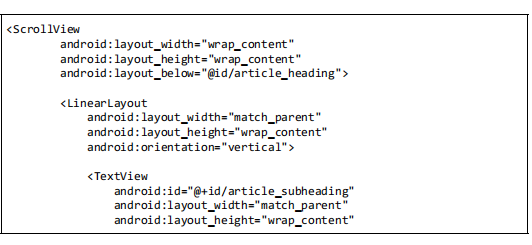 <ScrollView
android:layout_width="wrap_content"
android:layout_height="wrap_content"
android:layout_below="@id/article_heading">
<LinearLayout
android:layout_width="match_parent"
android:layout_height="wrap_content"
android:orientation="vertical">
<TextView
android:id="@+id/article_subheading"
android:layout_width="match_parent"
android:layout_height="wrap_content"